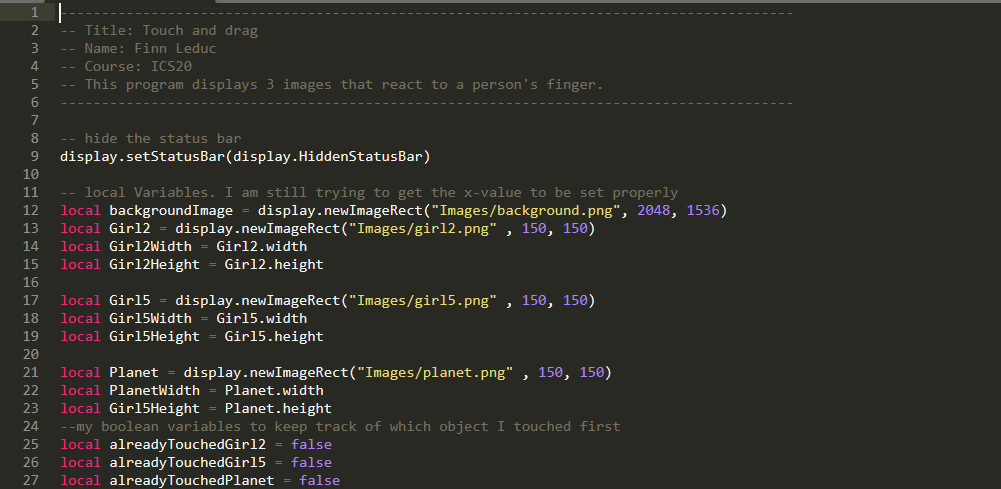 1 ------------------------------------------------------------------------------------------
2 -- Title: Touch and drag
3 -- Name: Finn Leduc
4 -- Course: ICS20
5 -- This program displays 3 images that react to a person's finger.
6 ------------------------------------------------------------------------------------------
7
8 -- hide the status bar
9 display.setStatusBar(display.HiddenStatusBar)
10
11 -- local Variables. I am still trying to get the x-value to be set properly
12 local backgroundImage = display.newImageRect("Images/background.png", 2048, 1536)
13 local Girl2 = display.newImageRect("Images/girl2.png" , 150, 150)
14 local Girl2Width = Girl2.width
15 local Girl2Height = Girl2.height
16
17 local Girl5 = display.newImageRect("Images/girl5.png" , 150, 150)
18 local Girl5Width = Girl5.width
19 local Girl5Height = Girl5.height
20
21 local Planet = display.newImageRect("Images/planet.png" , 150, 150)
22 local PlanetWidth = Planet.width
23 local Girl5Height = Planet.height
24 --my boolean variables to keep track of which object I touched first
25 local alreadyTouchedGirl2 = false
26 local alreadyTouchedGirl5 = false
27 local alreadyTouchedPlanet = false